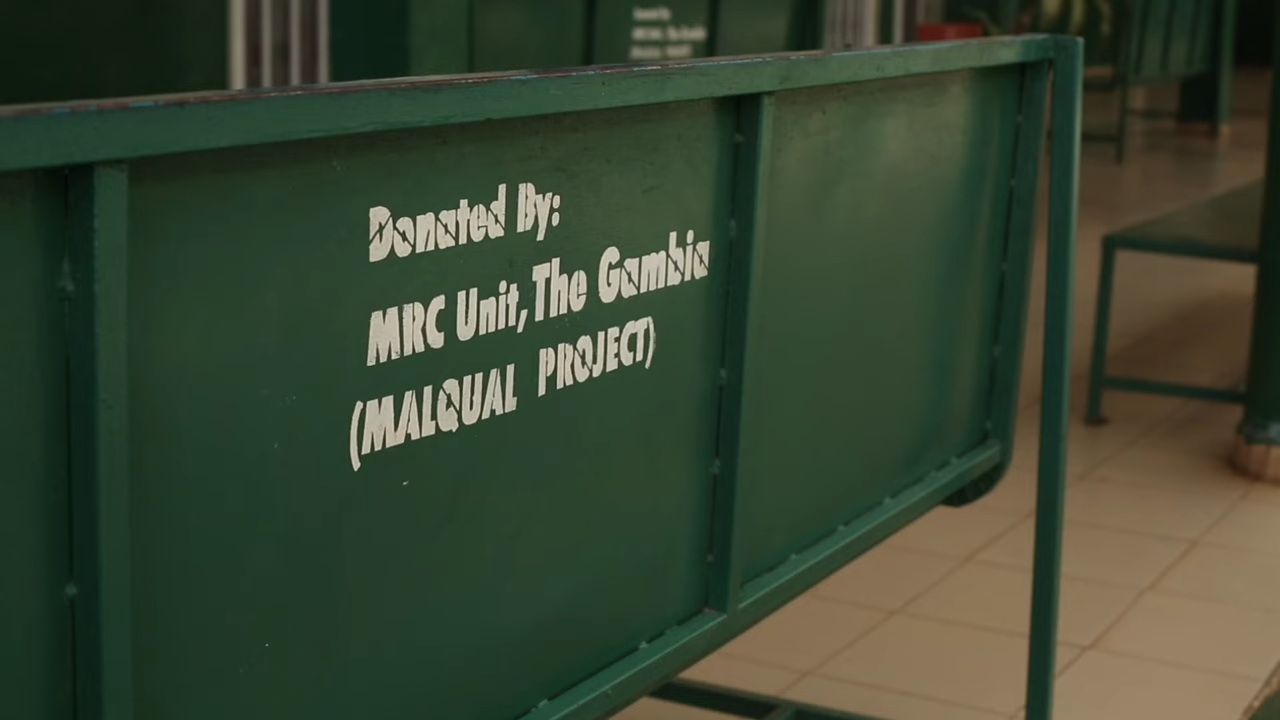 Donated By:
MRC Unit, The Gambia
(MALQUAL PROJECT)